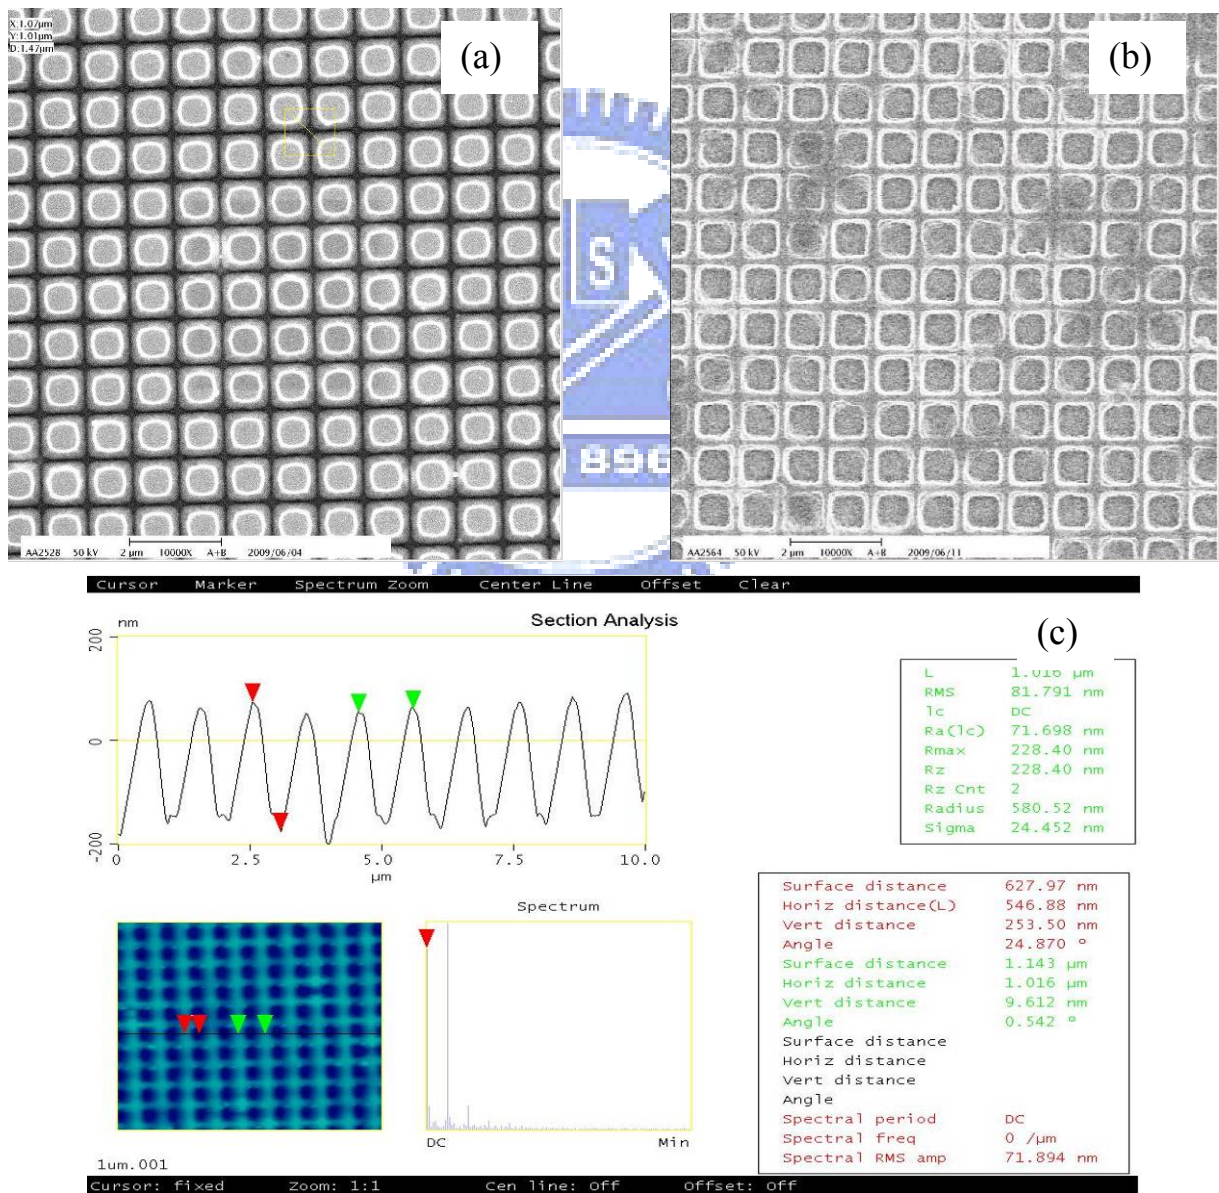 X:1.07µm
Y:1.01µm
D:1.47µm
(a)
(b)
S
896
AA2528 50 kV 2 µm 10000X A+B 2009/06/04
AA2564 50 kV 2 µm 10000X A+B 2009/06/11
Cursor Marker Spectrum Zoom Center Line Offset Clear
Section Analysis
(c)
nm
200
0
-200
0 2.5 5.0 7.5 10.0
µm
L 1.016 µm
RMS 81.791 nm
lc DC
Ra(lc) 71.698 nm
Rmax 228.40 nm
Rz 228.40 nm
Rz Cnt 2
Radius 580.52 nm
Sigma 24.452 nm
Surface distance 627.97 nm
Horiz distance(L) 546.88 nm
Vert distance 253.50 nm
Angle 24.870 °
Surface distance 1.143 µm
Horiz distance 1.016 µm
Vert distance 9.612 nm
Angle 0.542 °
Surface distance
Horiz distance
Vert distance
Angle
Spectral period DC
Spectral freq 0 /µm
Spectral RMS amp 71.894 nm
Spectrum
DC Min
1um.001
Cursor: fixed Zoom: 1:1 Cen line: Off Offset: Off